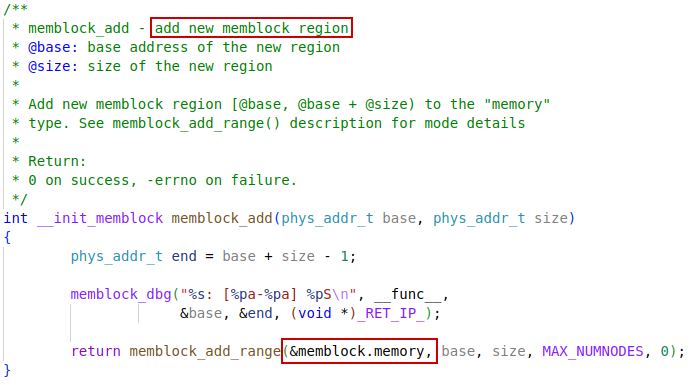 /**
 * memblock_add - add new memblock region
 * @base: base address of the new region
 * @size: size of the new region
 *
 * Add new memblock region [@base, @base + @size) to the "memory"
 * type. See memblock_add_range() description for mode details
 *
 * Return:
 * 0 on success, -errno on failure.
 */
int __init_memblock memblock_add(phys_addr_t base, phys_addr_t size)
{
        phys_addr_t end = base + size - 1;

        memblock_dbg("%s: [%pa-%pa] %pS\n", __func__,
                     &base, &end, (void *)_RET_IP_);

        return memblock_add_range(&memblock.memory, base, size, MAX_NUMNODES, 0);
}